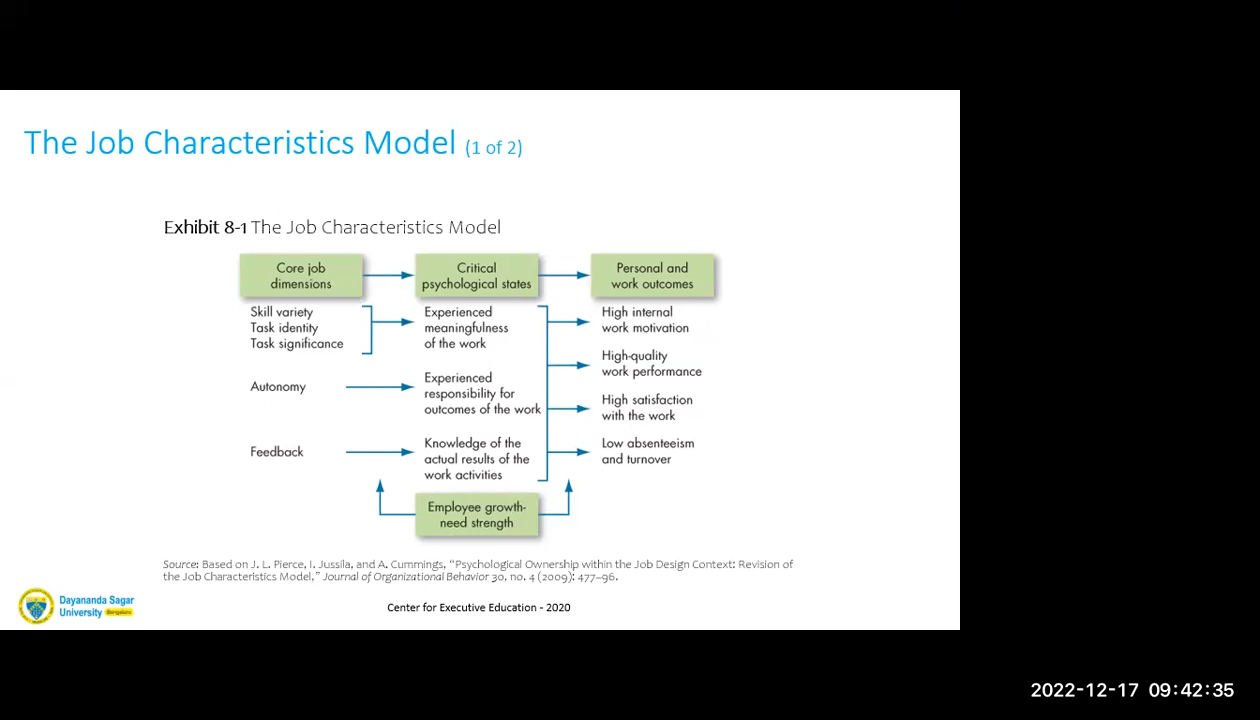 The Job Characteristics Model (1 of 2)
Exhibit 8-1 The Job Characteristics Model
Core job
dimensions
Critical
psychological states
Personal and
work outcomes
Skill variety
Task identity
Task significance
Experienced
meaningfulness
of the work
High internal
work motivation
High-quality
work performance
Autonomy
Experienced
responsibility for
outcomes of the work
High satisfaction
with the work
Feedback
Knowledge of the
actual results of the
work activities
Low absenteeism
and turnover
Employee growth-
need strength
Source: Based on J. L. Pierce, I. Jussila, and A. Cummings, “Psychological Ownership within the Job Design Context: Revision of
the Job Characteristics Model,” Journal of Organizational Behavior 30, no. 4 (2009): 477–96.
Dayananda Sagar
University Bengaluru
Center for Executive Education - 2020
2022-12-17 09:42:35